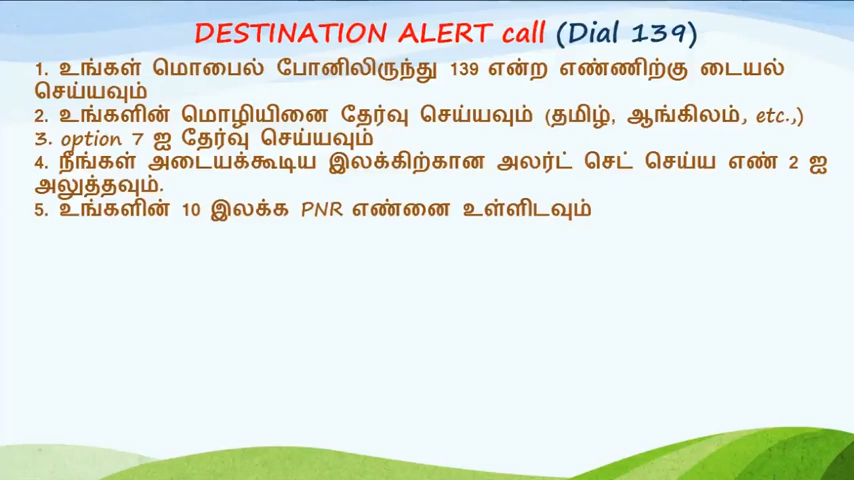 DESTINATION ALERT call (Dial 139)
1. உங்கள் மொபைல் போனிலிருந்து 139 என்ற எண்ணிற்கு டையல்
செய்யவும்
2. உங்களின் மொழியினை தேர்வு செய்யவும் (தமிழ், ஆங்கிலம், etc.,)
3. option 7 ஐ தேர்வு செய்யவும்
4. நீங்கள் அடையக்கூடிய இலக்கிற்கான அலர்ட் செட் செய்ய எண் 2 ஐ
அலுத்தவும்.
5. உங்களின் 10 இலக்க PNR எண்னை உள்ளிடவும்